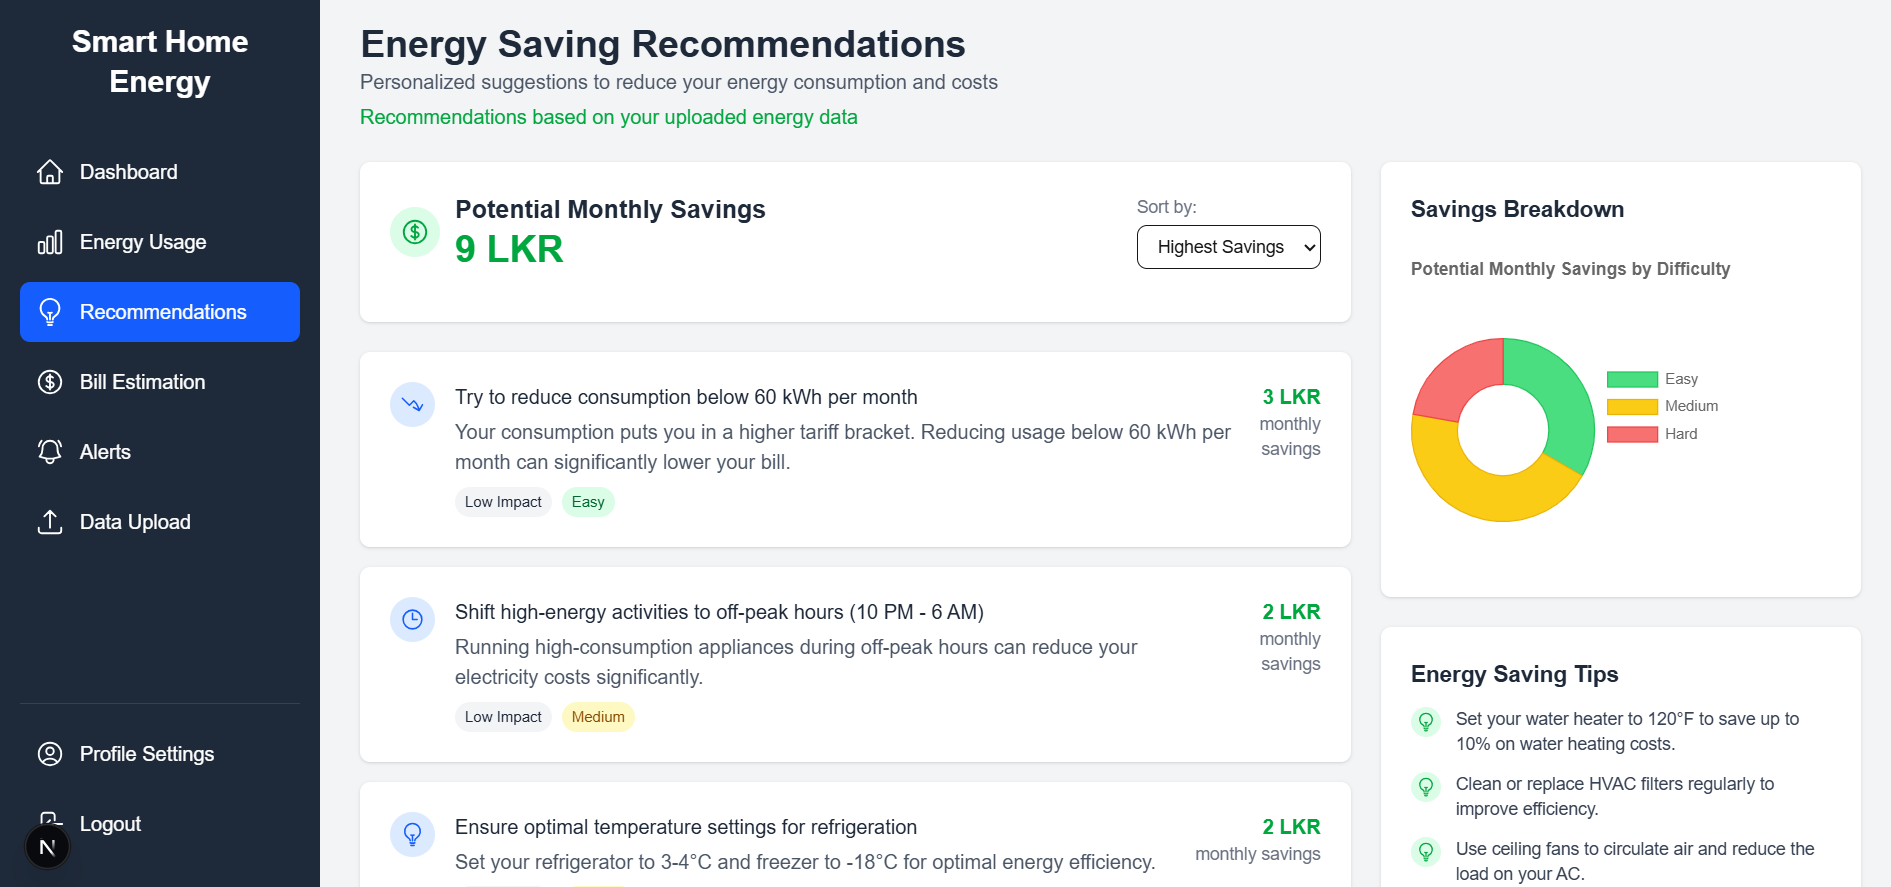 Smart Home
Energy
Dashboard
Energy Usage
Recommendations
Bill Estimation
Alerts
Data Upload
Profile Settings
Logout
N
Energy Saving Recommendations
Personalized suggestions to reduce your energy consumption and costs
Recommendations based on your uploaded energy data
Potential Monthly Savings
9 LKR
Sort by:
Highest Savings
Try to reduce consumption below 60 kWh per month
Your consumption puts you in a higher tariff bracket. Reducing usage below 60 kWh per
month can significantly lower your bill.
Low Impact
Easy
3 LKR
monthly
savings
Shift high-energy activities to off-peak hours (10 PM - 6 AM)
Running high-consumption appliances during off-peak hours can reduce your
electricity costs significantly.
Low Impact
Medium
2 LKR
monthly
savings
Ensure optimal temperature settings for refrigeration
Set your refrigerator to 3-4°C and freezer to -18°C for optimal energy efficiency.
2 LKR
monthly savings
Savings Breakdown
Potential Monthly Savings by Difficulty
Easy
Medium
Hard
Energy Saving Tips
Set your water heater to 120°F to save up to
10% on water heating costs.
Clean or replace HVAC filters regularly to
improve efficiency.
Use ceiling fans to circulate air and reduce the
load on your AC.